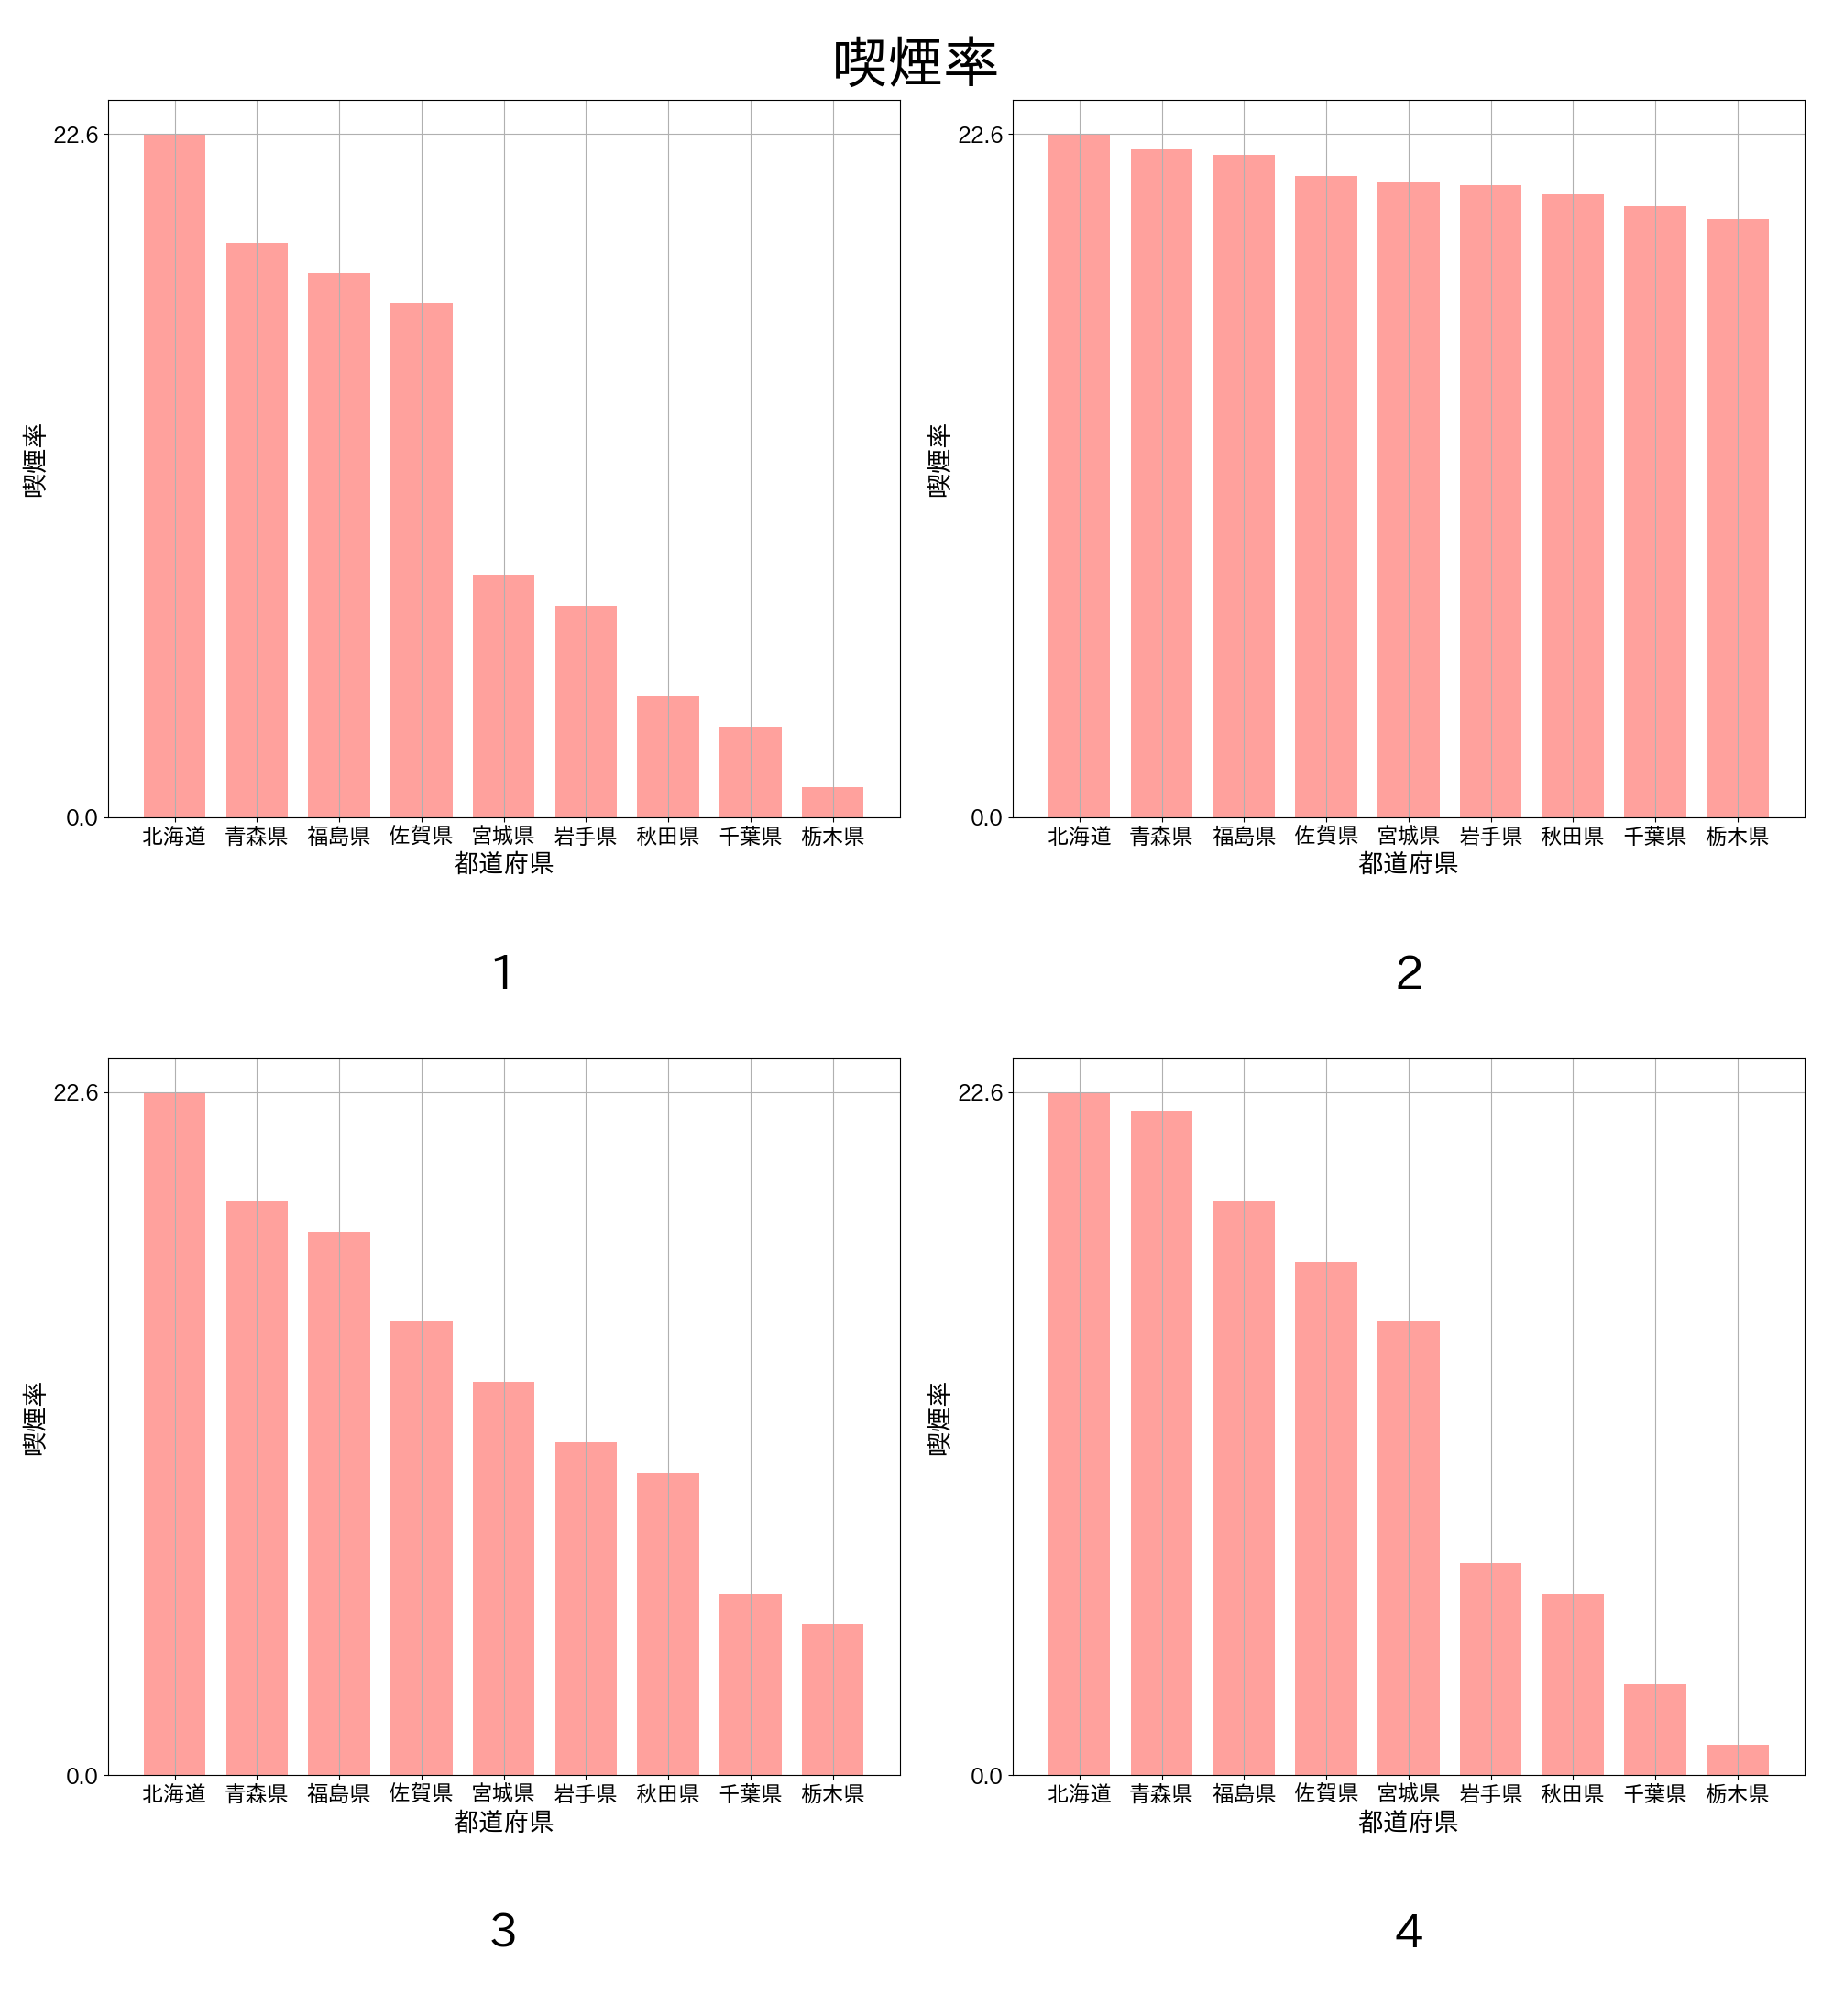 喫煙率
22.6
0.0
喫煙率
北海道 青森県 福島県 佐賀県 宮城県 岩手県 秋田県 千葉県 栃木県
都道府県
1
22.6
0.0
喫煙率
北海道 青森県 福島県 佐賀県 宮城県 岩手県 秋田県 千葉県 栃木県
都道府県
2
22.6
0.0
喫煙率
北海道 青森県 福島県 佐賀県 宮城県 岩手県 秋田県 千葉県 栃木県
都道府県
3
22.6
0.0
喫煙率
北海道 青森県 福島県 佐賀県 宮城県 岩手県 秋田県 千葉県 栃木県
都道府県
4